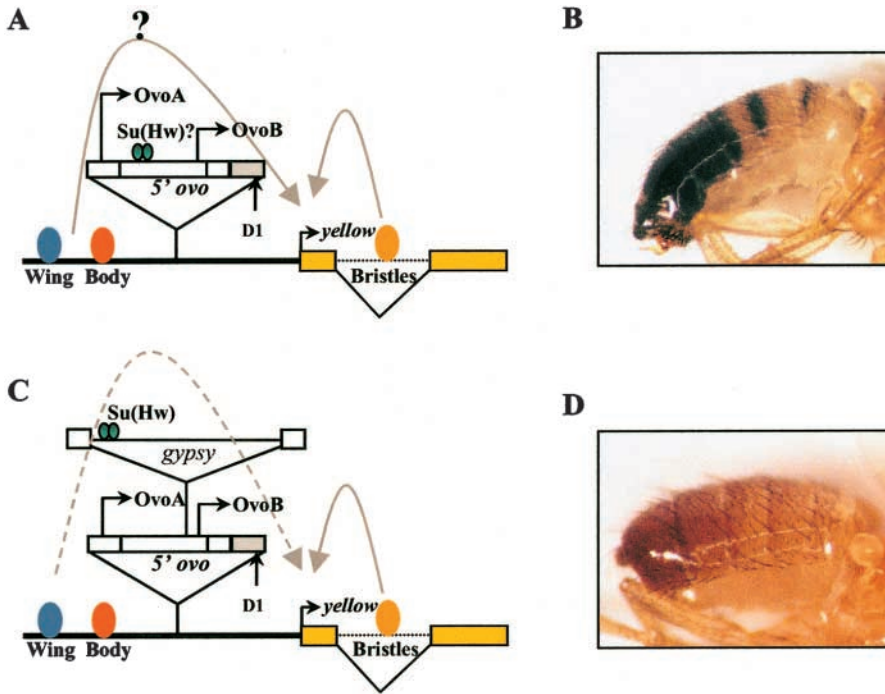 A
?
OvoA
Su(Hw)?
OvoB
5' ovo
D1
yellow
Wing Body
Bristles
B
C
Su(Hw)
gypsy
OvoA
OvoB
5' ovo
D1
yellow
Wing Body
Bristles
D